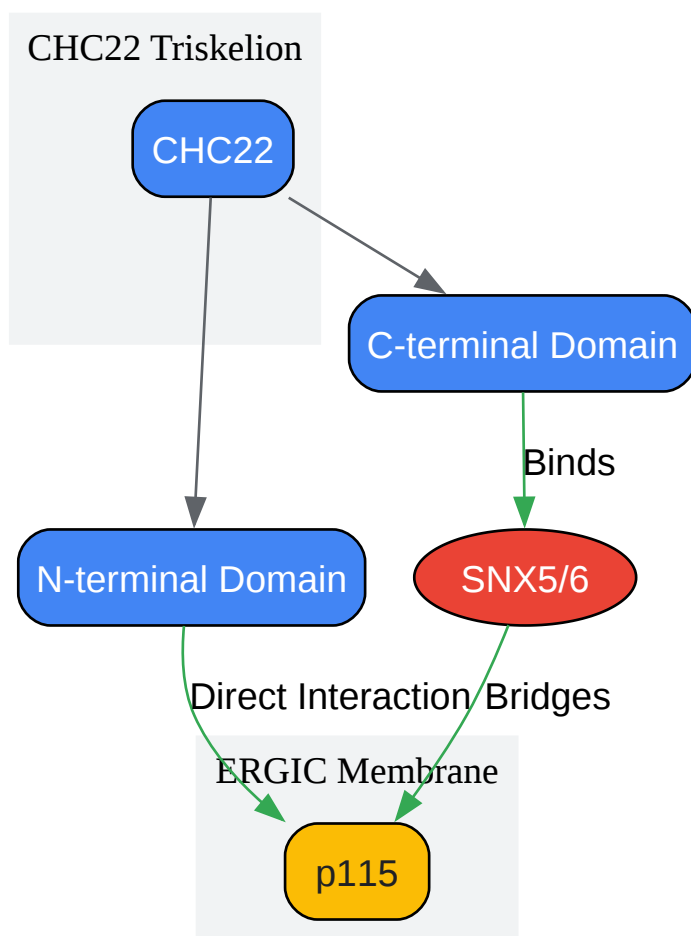 CHC22 Triskelion
CHC22
C-terminal Domain
Binds
N-terminal Domain
SNX5/6
Direct Interaction
Bridges
ERGIC Membrane
p115